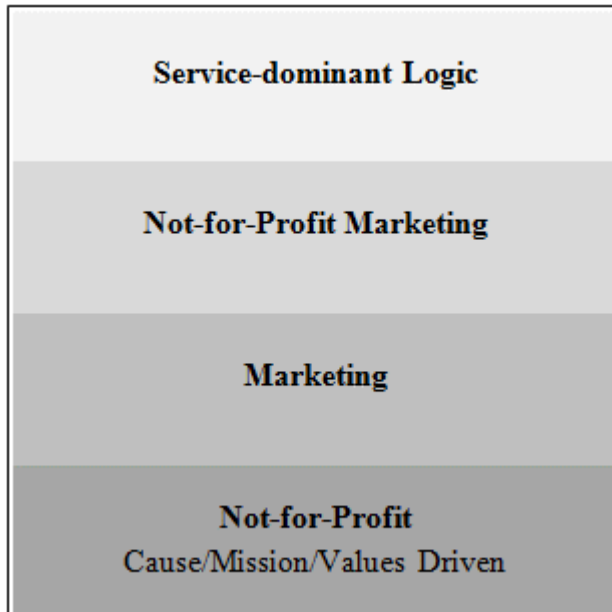 Service-dominant Logic
Not-for-Profit Marketing
Marketing
Not-for-Profit
Cause/Mission/Values Driven